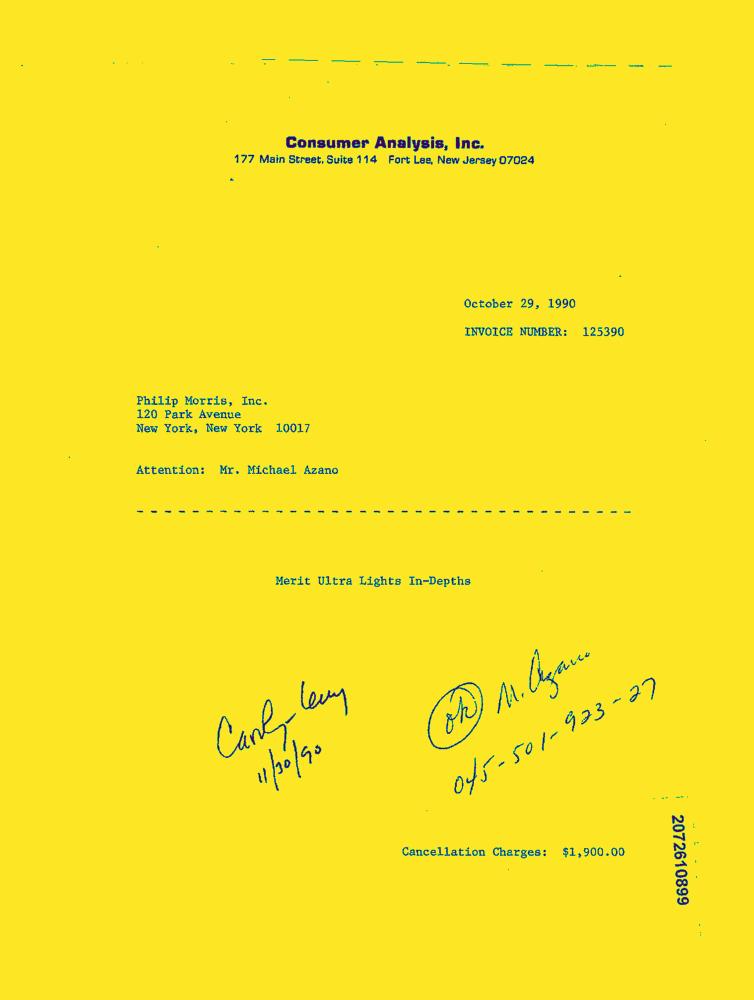 Consumer Analysis, Inc.
177 Main Street, Suite 114 Fort Lee, New Jersey 07024
October 29, 1990
INVOICE NUMBER: 125390
Philip Morris, Inc.
120 Park Avenue
New York, New York 10017
Attention: Mr. Michael Azano
Merit Ultra Lights In-Depths
ok M. Azano
045-501-923-27
Levy
11/30/90
Cancellation Charges: $1,900.00
2072610899